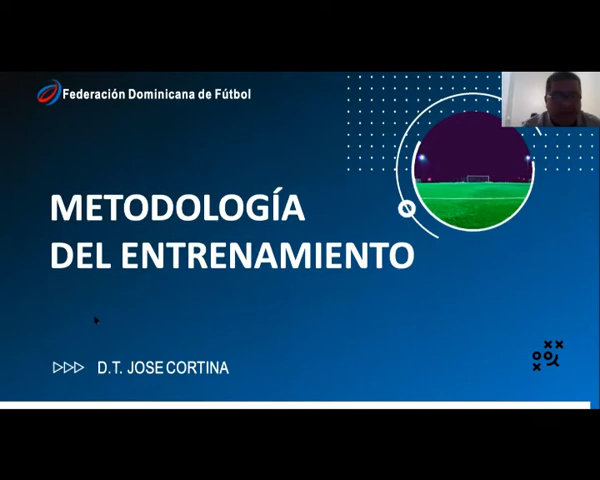 Federación Dominicana de Fútbol
METODOLOGÍA
DEL ENTRENAMIENTO
D.T. JOSE CORTINA